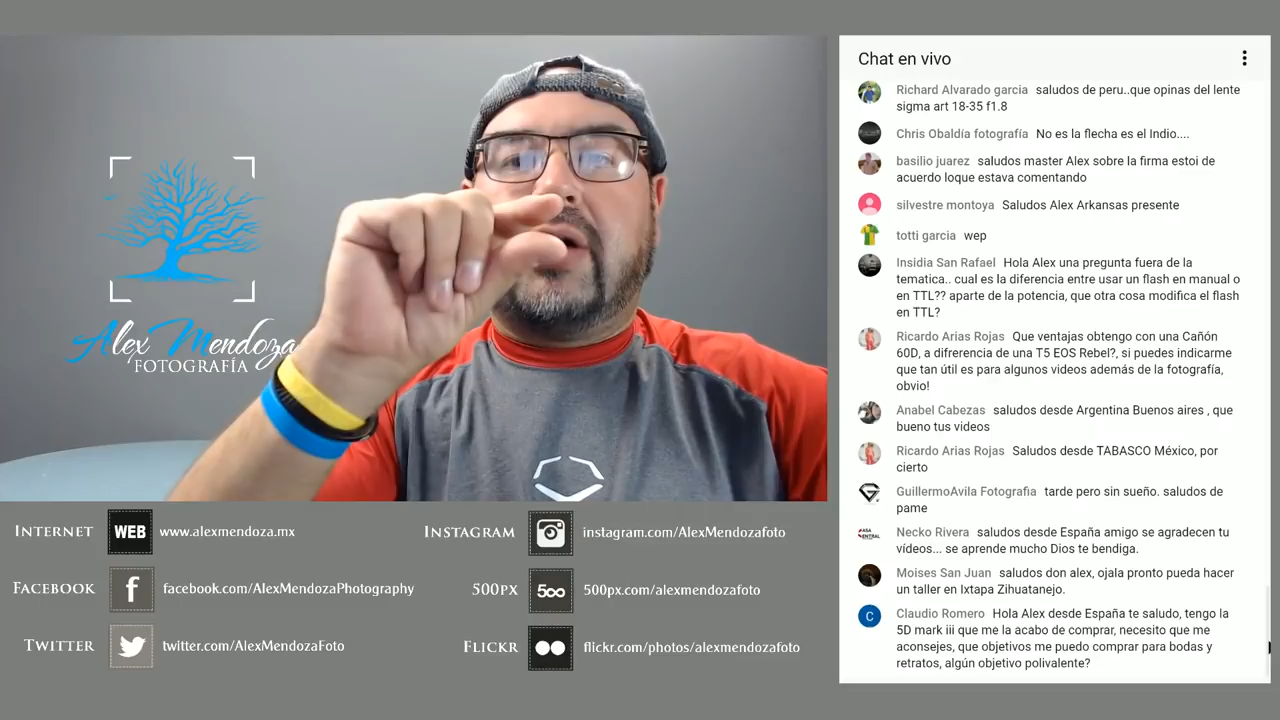 Alex Mendoza
FOTOGRAFÍA
INTERNET
WEB
www.alexmendoza.mx
FACEBOOK
f
facebook.com/AlexMendozaPhotography
TWITTER
twitter.com/AlexMendozaFoto
INSTAGRAM
instagram.com/AlexMendozafoto
500PX
500
500px.com/alexmendozafoto
FLICKR
flickr.com/photos/alexmendozafoto
Chat en vivo
Richard Alvarado garcia saludos de peru..que opinas del lente
sigma art 18-35 f1.8
Chris Obaldía fotografía No es la flecha es el Indio....
basilio juarez saludos master Alex sobre la firma estoi de
acuerdo loque estava comentando
silvestre montoya Saludos Alex Arkansas presente
totti garcia wep
Insidia San Rafael Hola Alex una pregunta fuera de la
tematica.. cual es la diferencia entre usar un flash en manual o
en TTL?? aparte de la potencia, que otra cosa modifica el flash
en TTL?
Ricardo Arias Rojas Que ventajas obtengo con una Cañón
60D, a difrerencia de una T5 EOS Rebel?, si puedes indicarme
que tan útil es para algunos videos además de la fotografía,
obvio!
Anabel Cabezas saludos desde Argentina Buenos aires , que
bueno tus videos
Ricardo Arias Rojas Saludos desde TABASCO México, por
cierto
GuillermoAvila Fotografia tarde pero sin sueño. saludos de
pame
Necko Rivera saludos desde España amigo se agradecen tu
vídeos... se aprende mucho Dios te bendiga.
Moises San Juan saludos don alex, ojala pronto pueda hacer
un taller en Ixtapa Zihuatanejo.
C
Claudio Romero Hola Alex desde España te saludo, tengo la
5D mark iii que me la acabo de comprar, necesito que me
aconsejes, que objetivos me puedo comprar para bodas y
retratos, algún objetivo polivalente?